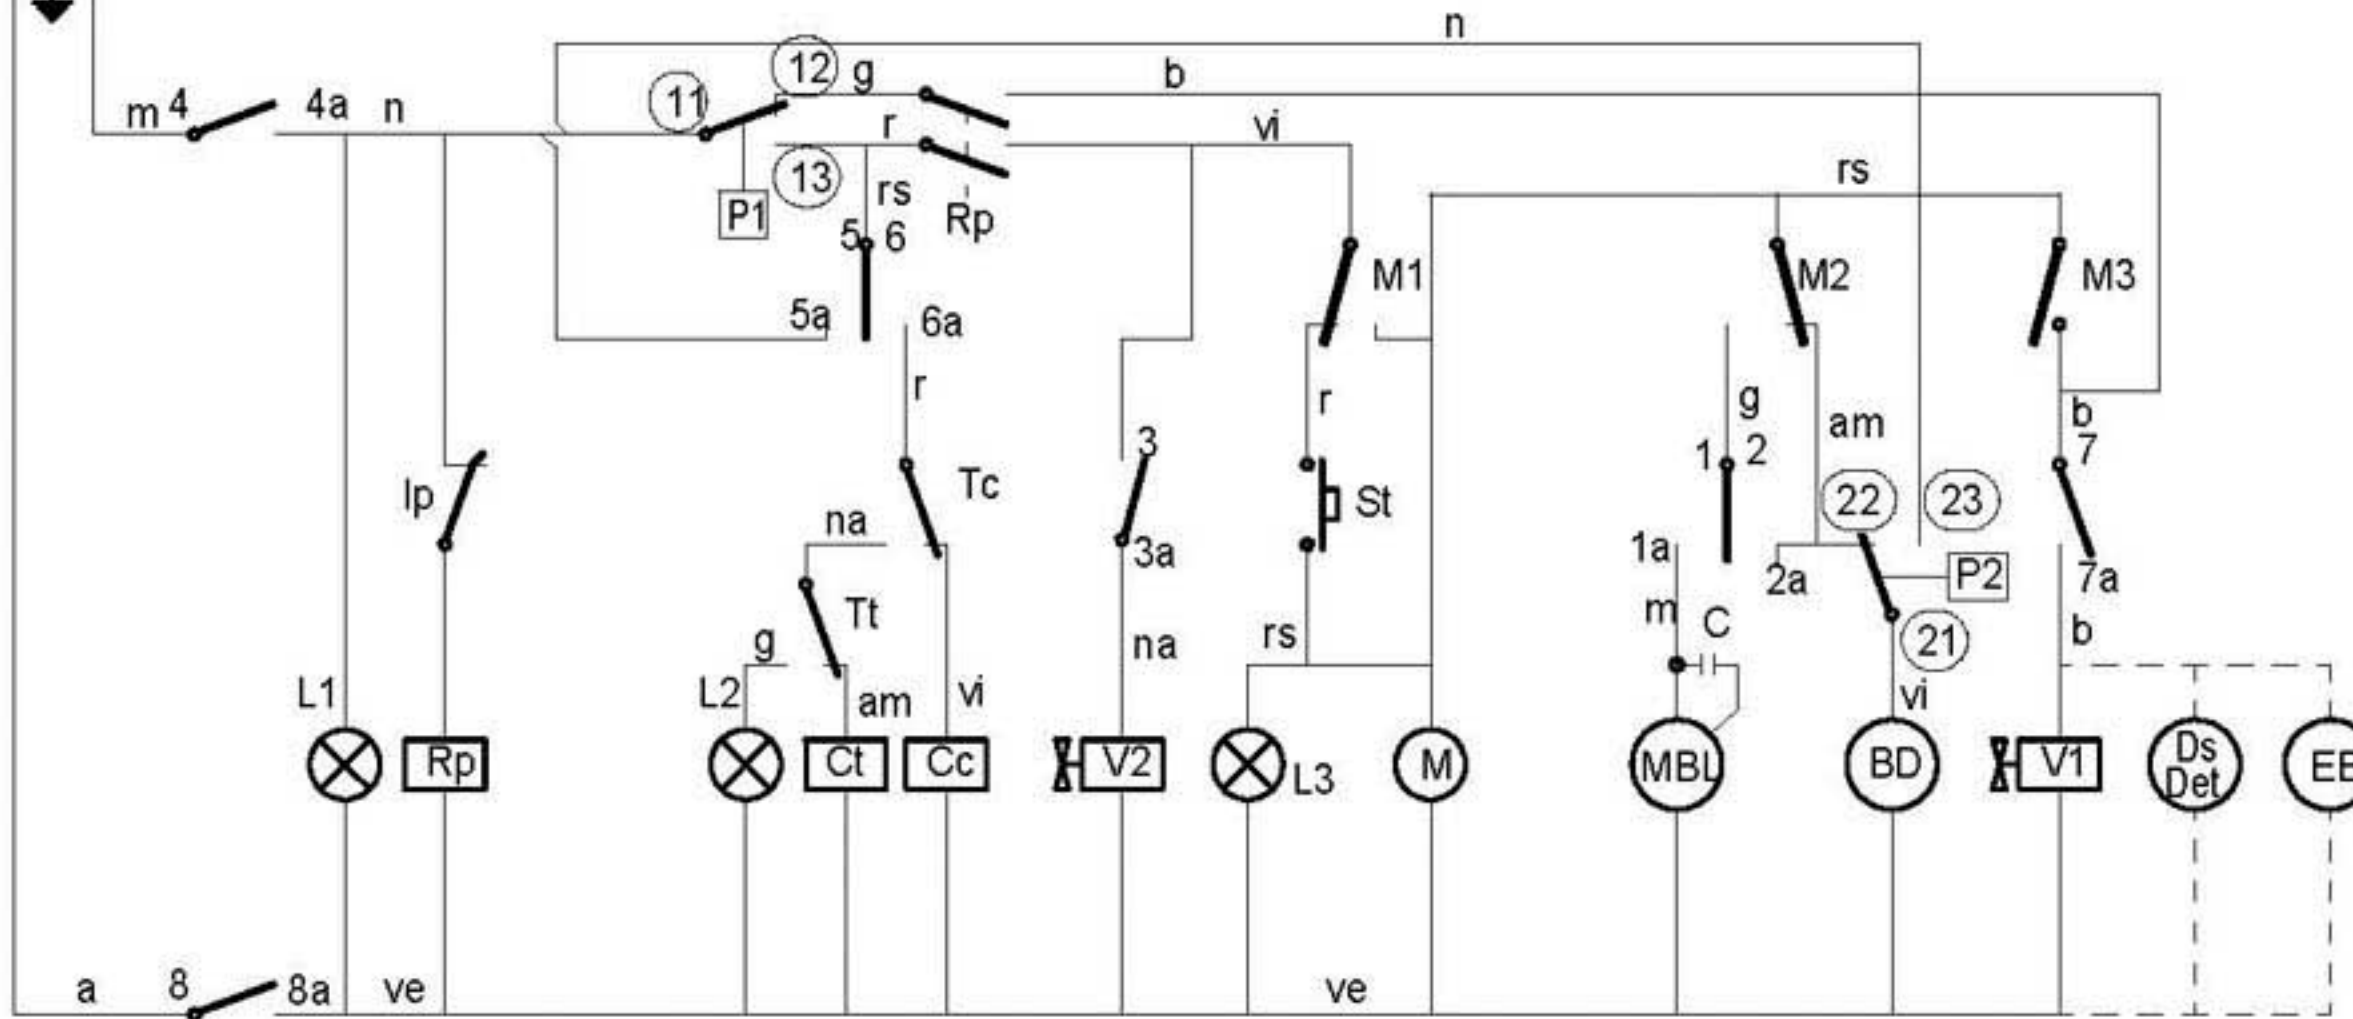 n
12 g b
m 4 4a n 11
r vi
13
rs
P1 rs
5 6 Rp
M1 M2 M3
5a 6a
r r g am b
3 1 2 7
Ip Tc St 22 23
na
1a 3a 2a P2 7a
Tt m C
g rs na 21 b
L1 L2 am vi vi
Rp Ct Cc V2 L3 M MBL BD V1 Ds
Det
a 8 8a ve ve